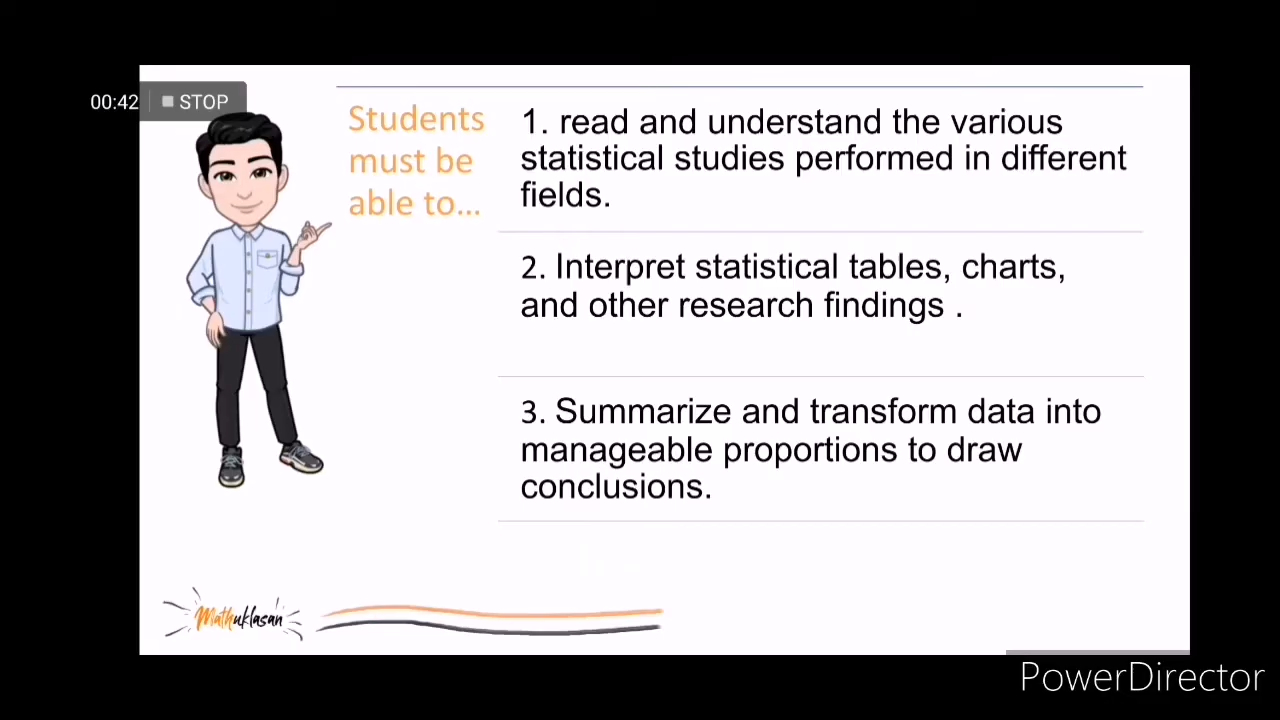 00:42 STOP
Students
must be
able to...
1. read and understand the various
statistical studies performed in different
fields.
2. Interpret statistical tables, charts,
and other research findings .
3. Summarize and transform data into
manageable proportions to draw
conclusions.
Mathuklasan
PowerDirector